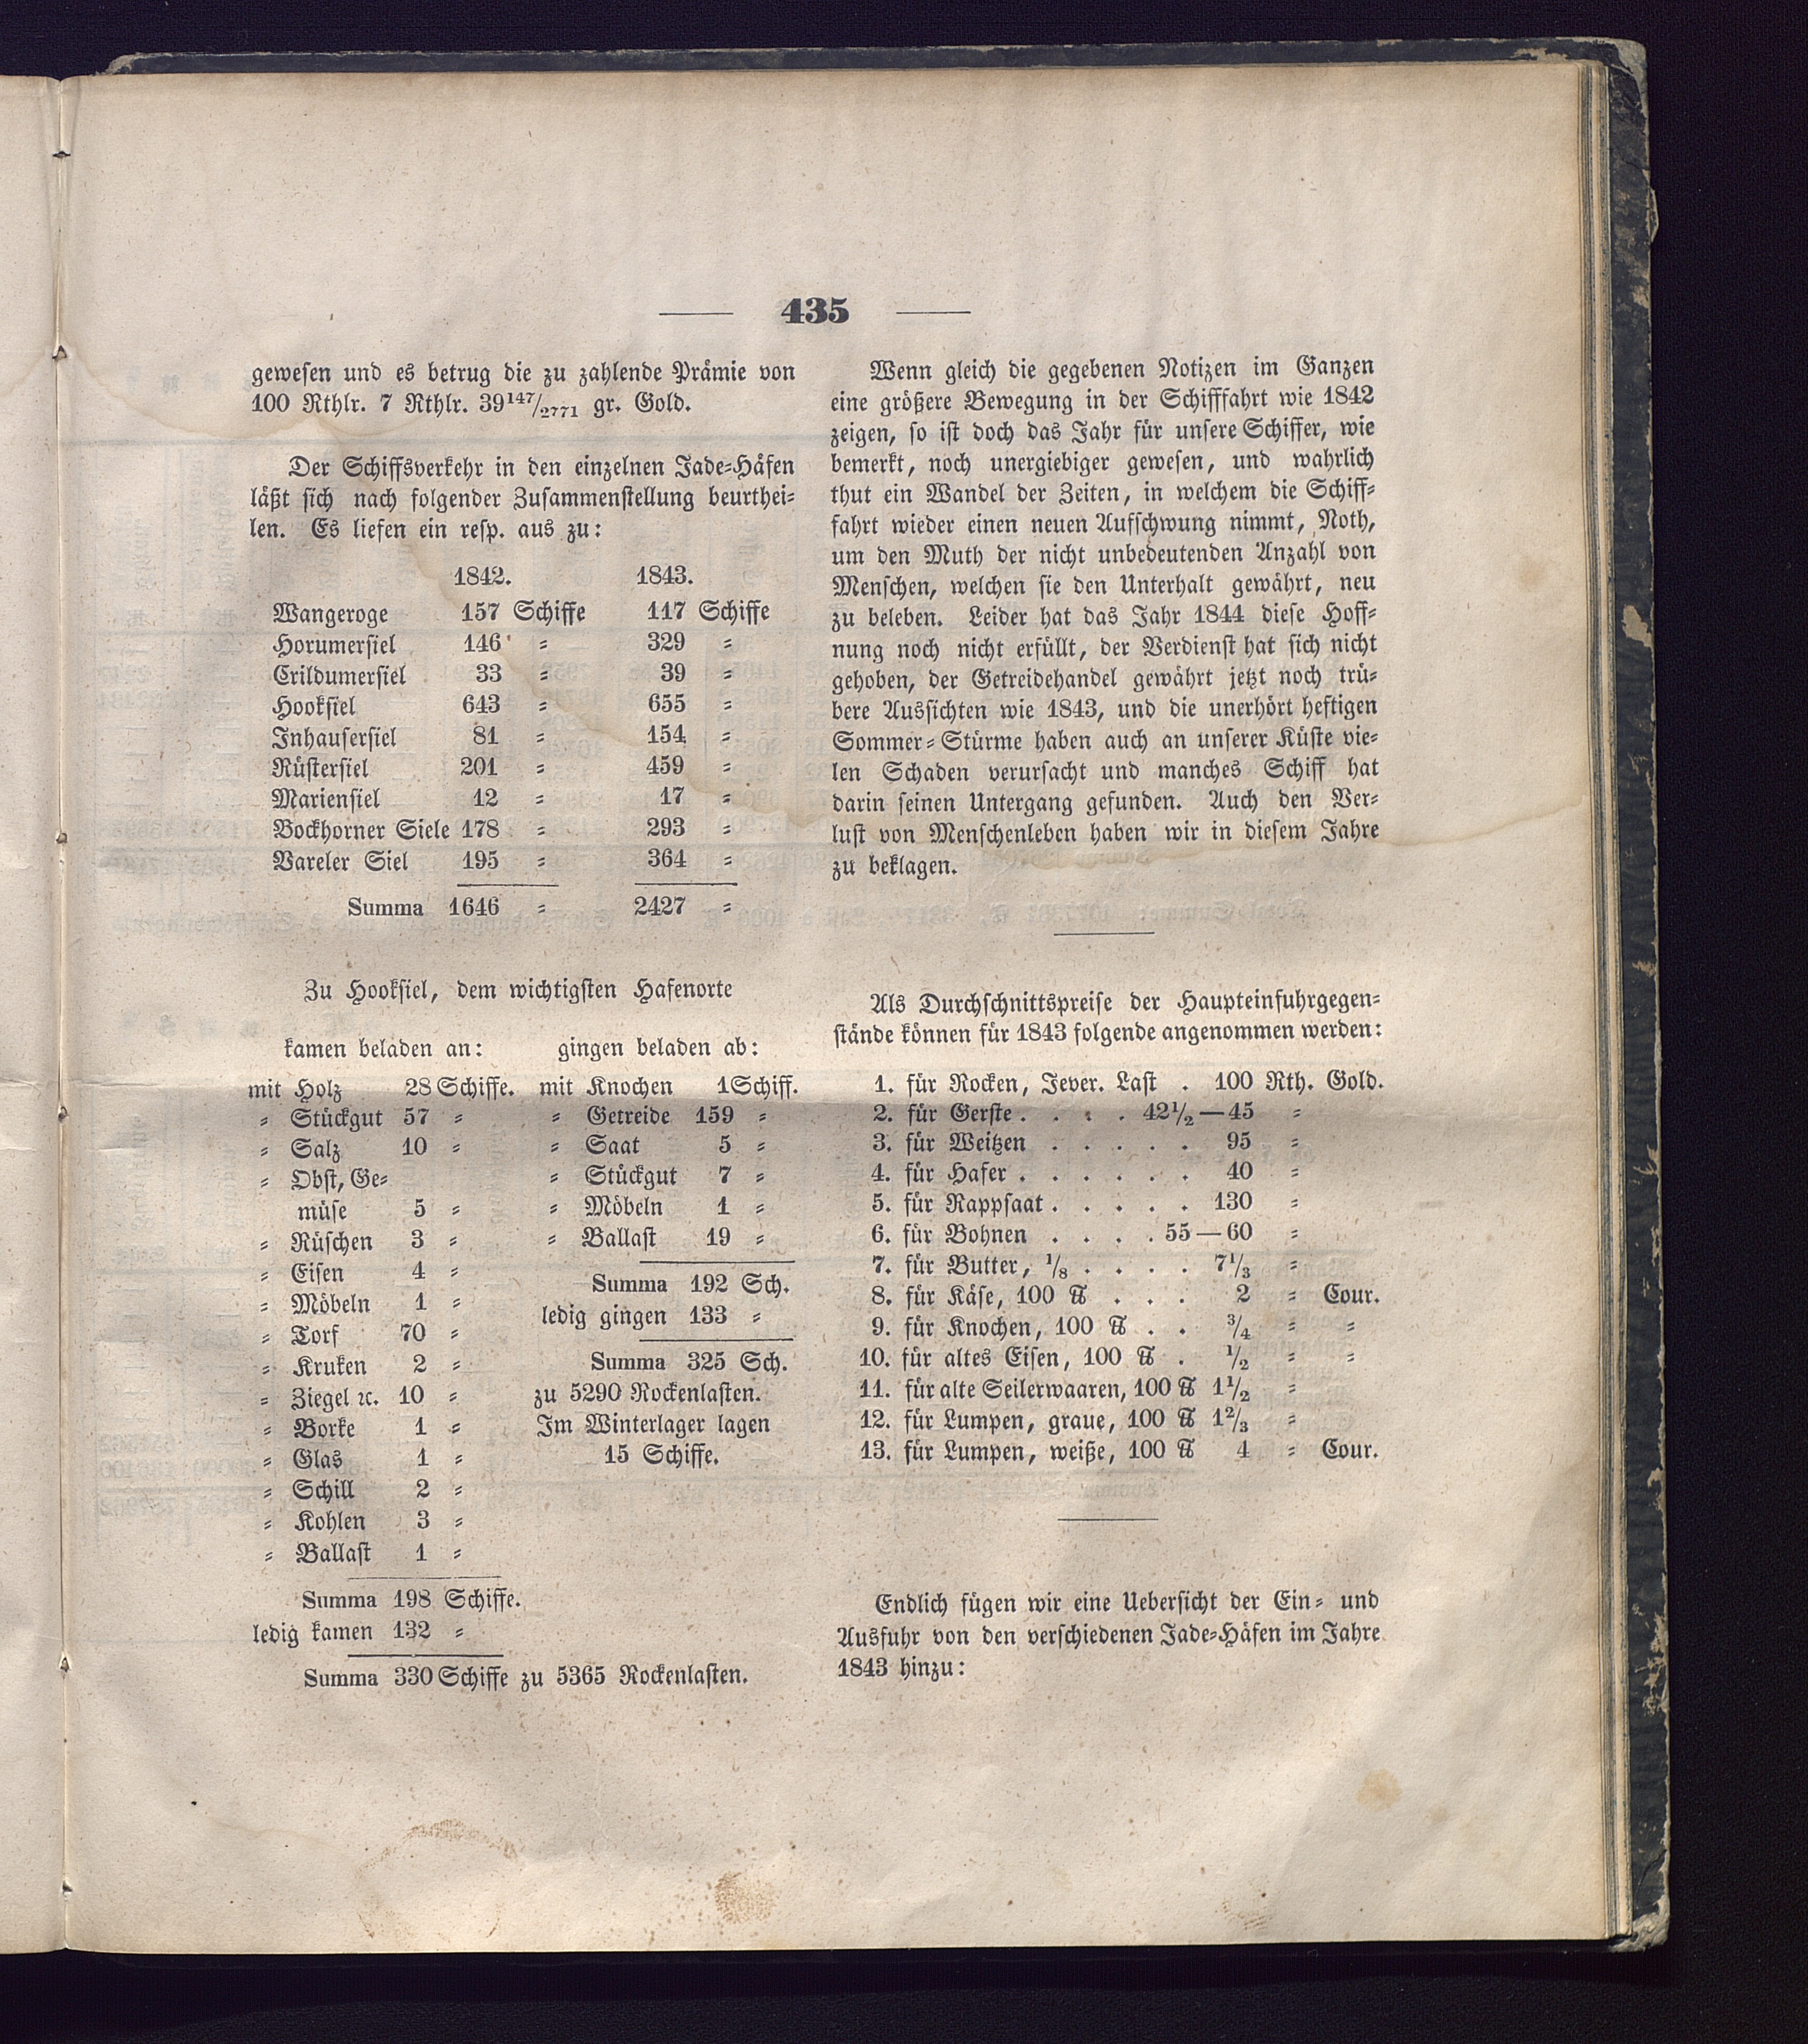 435
gewesen und es betrug die zu zahlende Prämie von
100 Rthlr. 7 Rthlr. 39¹⁴⁷/₂₇₇₁ gr. Gold.
Der Schiffsverkehr in den einzelnen Jade=Häfen
läßt sich nach folgender Zusammenstellung beurthei=
len. Es liefen ein resp. aus zu:
1842. 1843.
Wangeroge 157 Schiffe 117 Schiffe
Horumersiel 146 = 329 =
Crildumersiel 33 = 39 =
Hooksiel 643 = 655 =
Inhausersiel 81 = 154 =
Rüstersiel 201 = 459 =
Mariensiel 12 = 17 =
Bockhorner Siele 178 = 293 =
Vareler Siel 195 = 364 =
Summa 1646 = 2427 =
Zu Hooksiel, dem wichtigsten Hafenorte
kamen beladen an:
mit Holz 28 Schiffe.
= Stückgut 57 =
= Salz 10 =
= Obst, Ge=
müse 5 =
= Rüschen 3 =
= Eisen 4 =
= Möbeln 1 =
= Torf 70 =
= Kruken 2 =
= Ziegel ꝛc. 10 =
= Borke 1 =
= Glas 1 =
= Schill 2 =
= Kohlen 3 =
= Ballast 1 =
Summa 198 Schiffe.
ledig kamen 132 =
Summa 330 Schiffe zu 5365 Rockenlasten.
gingen beladen ab:
mit Knochen 1 Schiff.
= Getreide 159 =
= Saat 5 =
= Stückgut 7 =
= Möbeln 1 =
= Ballast 19 =
Summa 192 Sch.
ledig gingen 133 =
Summa 325 Sch.
zu 5290 Rockenlasten.
Im Winterlager lagen
15 Schiffe.
Wenn gleich die gegebenen Notizen im Ganzen
eine größere Bewegung in der Schifffahrt wie 1842
zeigen, so ist doch das Jahr für unsere Schiffer, wie
bemerkt, noch unergiebiger gewesen, und wahrlich
thut ein Wandel der Zeiten, in welchem die Schiff=
fahrt wieder einen neuen Aufschwung nimmt, Noth,
um den Muth der nicht unbedeutenden Anzahl von
Menschen, welchen sie den Unterhalt gewährt, neu
zu beleben. Leider hat das Jahr 1844 diese Hoff=
nung noch nicht erfüllt, der Verdienst hat sich nicht
gehoben, der Getreidehandel gewährt jetzt noch trü=
bere Aussichten wie 1843, und die unerhört heftigen
Sommer=Stürme haben auch an unserer Küste vie=
len Schaden verursacht und manches Schiff hat
darin seinen Untergang gefunden. Auch den Ver=
lust von Menschenleben haben wir in diesem Jahre
zu beklagen.
Als Durchschnittspreise der Haupteinfuhrgegen=
stände können für 1843 folgende angenommen werden:
1. für Rocken, Jever. Last . 100 Rth. Gold.
2. für Gerste . . . . 42½—45 =
3. für Weitzen . . . . . 95 =
4. für Hafer . . . . . . 40 =
5. für Rappsaat . . . . . 130 =
6. für Bohnen . . . . 55—60 =
7. für Butter, ⅛ . . . . 7⅓ =
8. für Käse, 100 ℔ . . . 2 = Cour.
9. für Knochen, 100 ℔ . . ¾ = =
10. für altes Eisen, 100 ℔ . ½ = =
11. für alte Seilerwaaren, 100 ℔ 1½ =
12. für Lumpen, graue, 100 ℔ 1⅔ =
13. für Lumpen, weiße, 100 ℔ 4 = Cour.
Endlich fügen wir eine Uebersicht der Ein= und
Ausfuhr von den verschiedenen Jade=Häfen im Jahre
1843 hinzu: